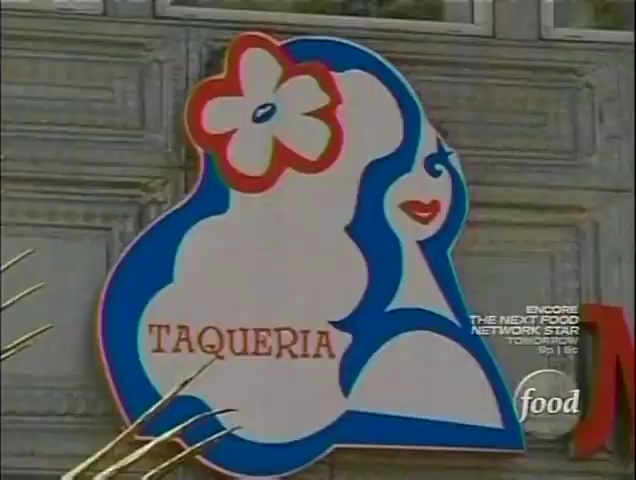 TAQUERIA
ENCORE
THE NEXT FOOD
NETWORK STAR
TOMORROW
9p | 8c
food
N